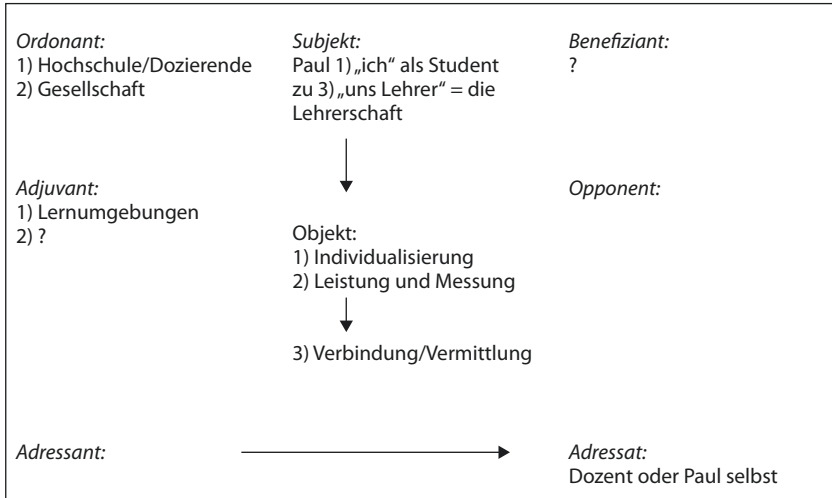 Ordonant:
1) Hochschule/Dozierende
2) Gesellschaft
Subjekt:
Paul 1) „ich“ als Student
zu 3) „uns Lehrer“ = die
Lehrerschaft
Benefiziant:
?
Adjuvant:
1) Lernumgebungen
2) ?
Opponent:
Objekt:
1) Individualisierung
2) Leistung und Messung
3) Verbindung/Vermittlung
Adressant:
Adressat:
Dozent oder Paul selbst